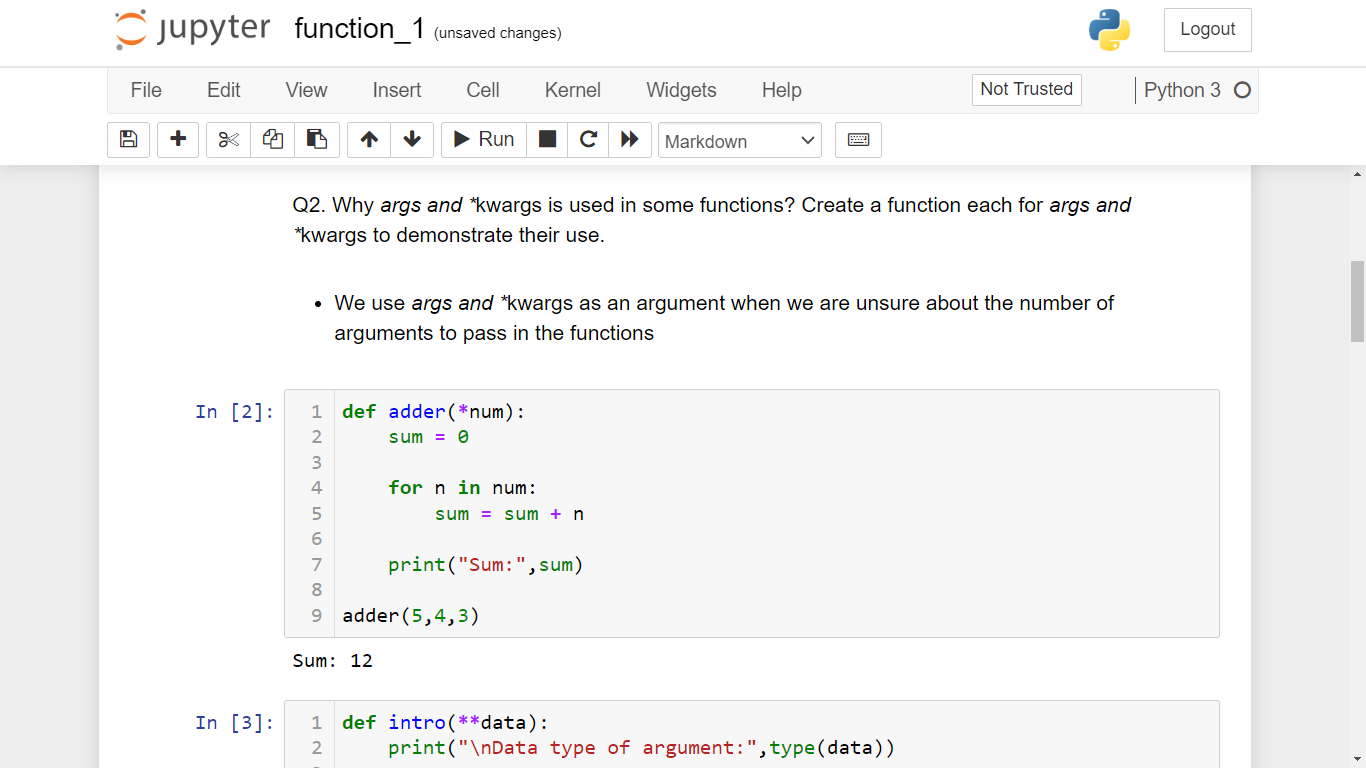 jupyter function_1 (unsaved changes) Logout
File Edit View Insert Cell Kernel Widgets Help Not Trusted Python 3
Run Markdown
Q2. Why args and *kwargs is used in some functions? Create a function each for args and
*kwargs to demonstrate their use.
• We use args and *kwargs as an argument when we are unsure about the number of
arguments to pass in the functions
In [2]: 1 def adder(*num):
2     sum = 0
3
4     for n in num:
5         sum = sum + n
6
7     print("Sum:",sum)
8
9 adder(5,4,3)
Sum: 12
In [3]: 1 def intro(**data):
2     print("\nData type of argument:",type(data))